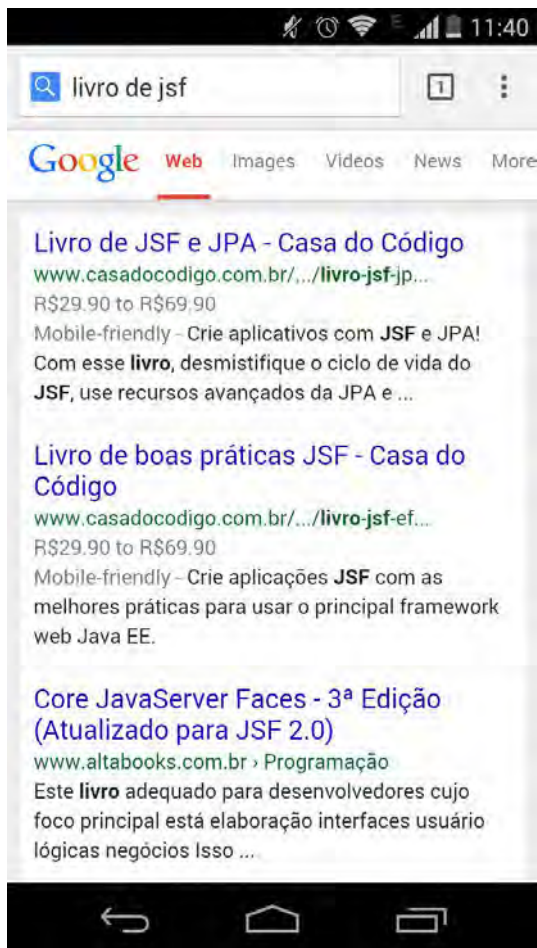 E 11:40
livro de jsf
1
Google Web Images Videos News More
Livro de JSF e JPA - Casa do Código
www.casadocodigo.com.br/.../livro-jsf-jp...
R$29.90 to R$69.90
Mobile-friendly - Crie aplicativos com JSF e JPA!
Com esse livro, desmistifique o ciclo de vida do
JSF, use recursos avançados da JPA e ...
Livro de boas práticas JSF - Casa do
Código
www.casadocodigo.com.br/.../livro-jsf-ef...
R$29.90 to R$69.90
Mobile-friendly - Crie aplicações JSF com as
melhores práticas para usar o principal framework
web Java EE.
Core JavaServer Faces - 3ª Edição
(Atualizado para JSF 2.0)
www.altabooks.com.br › Programação
Este livro adequado para desenvolvedores cujo
foco principal está elaboração interfaces usuário
lógicas negócios Isso ...